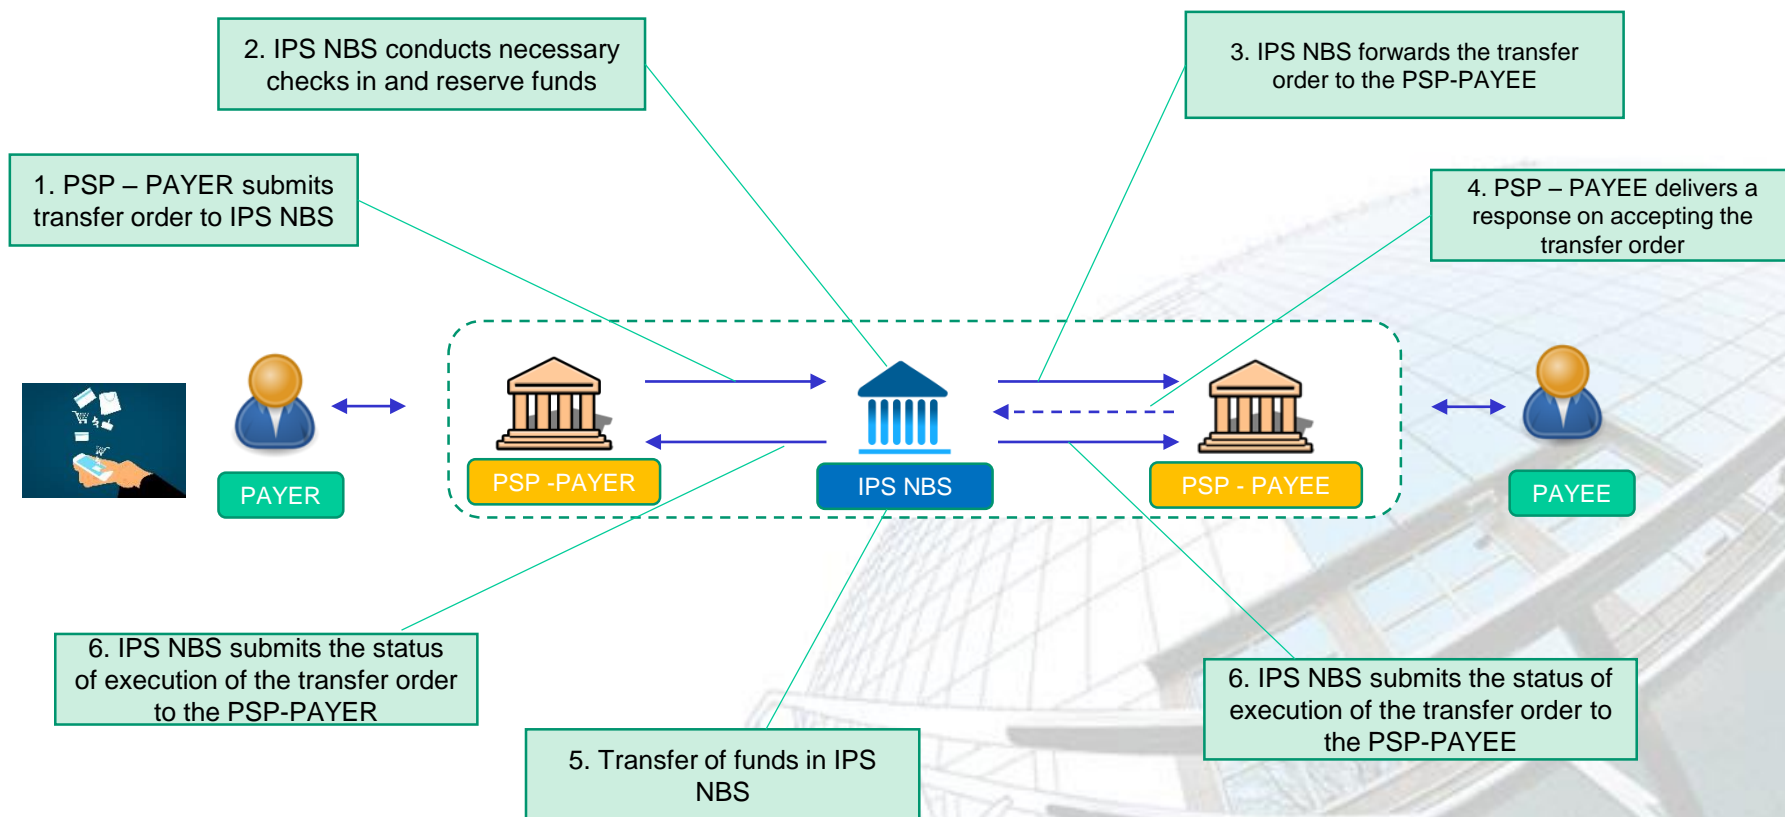 2. IPS NBS conducts necessary
checks in and reserve funds
3. IPS NBS forwards the transfer
order to the PSP-PAYEE
1. PSP – PAYER submits
transfer order to IPS NBS
4. PSP – PAYEE delivers a
response on accepting the
transfer order
PAYER
PSP -PAYER
IPS NBS
PSP - PAYEE
PAYEE
6. IPS NBS submits the status
of execution of the transfer order
to the PSP-PAYER
5. Transfer of funds in IPS
NBS
6. IPS NBS submits the status of
execution of the transfer order to
the PSP-PAYEE